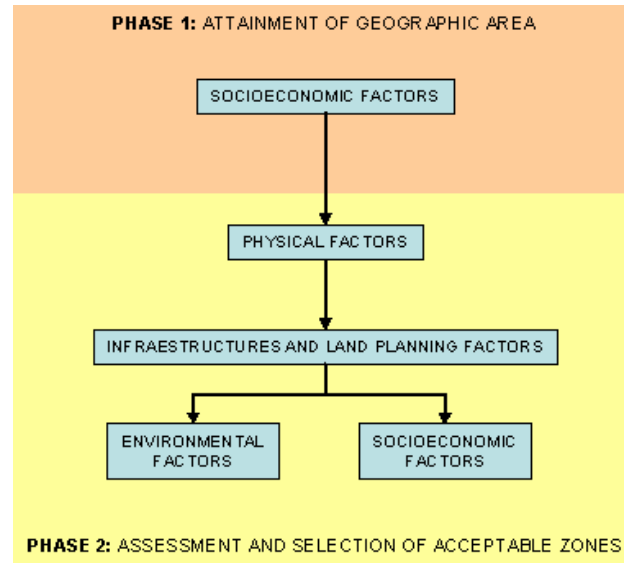 PHASE 1: ATTAINMENT OF GEOGRAPHIC AREA
SOCIOECONOMIC FACTORS
PHYSICAL FACTORS
INFRAESTRUCTURES AND LAND PLANNING FACTORS
ENVIRONMENTAL
FACTORS
SOCIOECONOMIC
FACTORS
PHASE 2: ASSESSMENT AND SELECTION OF ACCEPTABLE ZONES